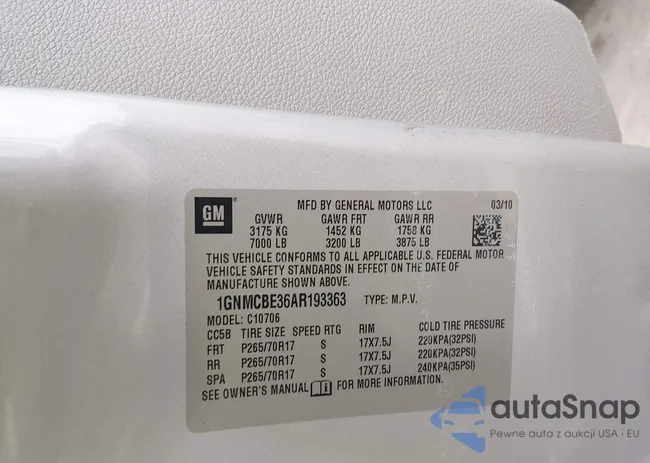 GM
MFD BY GENERAL MOTORS LLC 03/10
GVWR GAWR FRT GAWR RR
3175 KG 1452 KG 1758 KG
7000 LB 3200 LB 3875 LB
THIS VEHICLE CONFORMS TO ALL APPLICABLE U.S. FEDERAL MOTOR
VEHICLE SAFETY STANDARDS IN EFFECT ON THE DATE OF
MANUFACTURE SHOWN ABOVE.
1GNMCBE36AR193363 TYPE: M.P.V.
MODEL: C10706
CC5B TIRE SIZE SPEED RTG RIM COLD TIRE PRESSURE
FRT P265/70R17 S 17X7.5J 220KPA(32PSI)
RR P265/70R17 S 17X7.5J 220KPA(32PSI)
SPA P265/70R17 S 17X7.5J 240KPA(35PSI)
SEE OWNER'S MANUAL FOR MORE INFORMATION.
autaSnap
Pewne auta z aukcji USA i EU